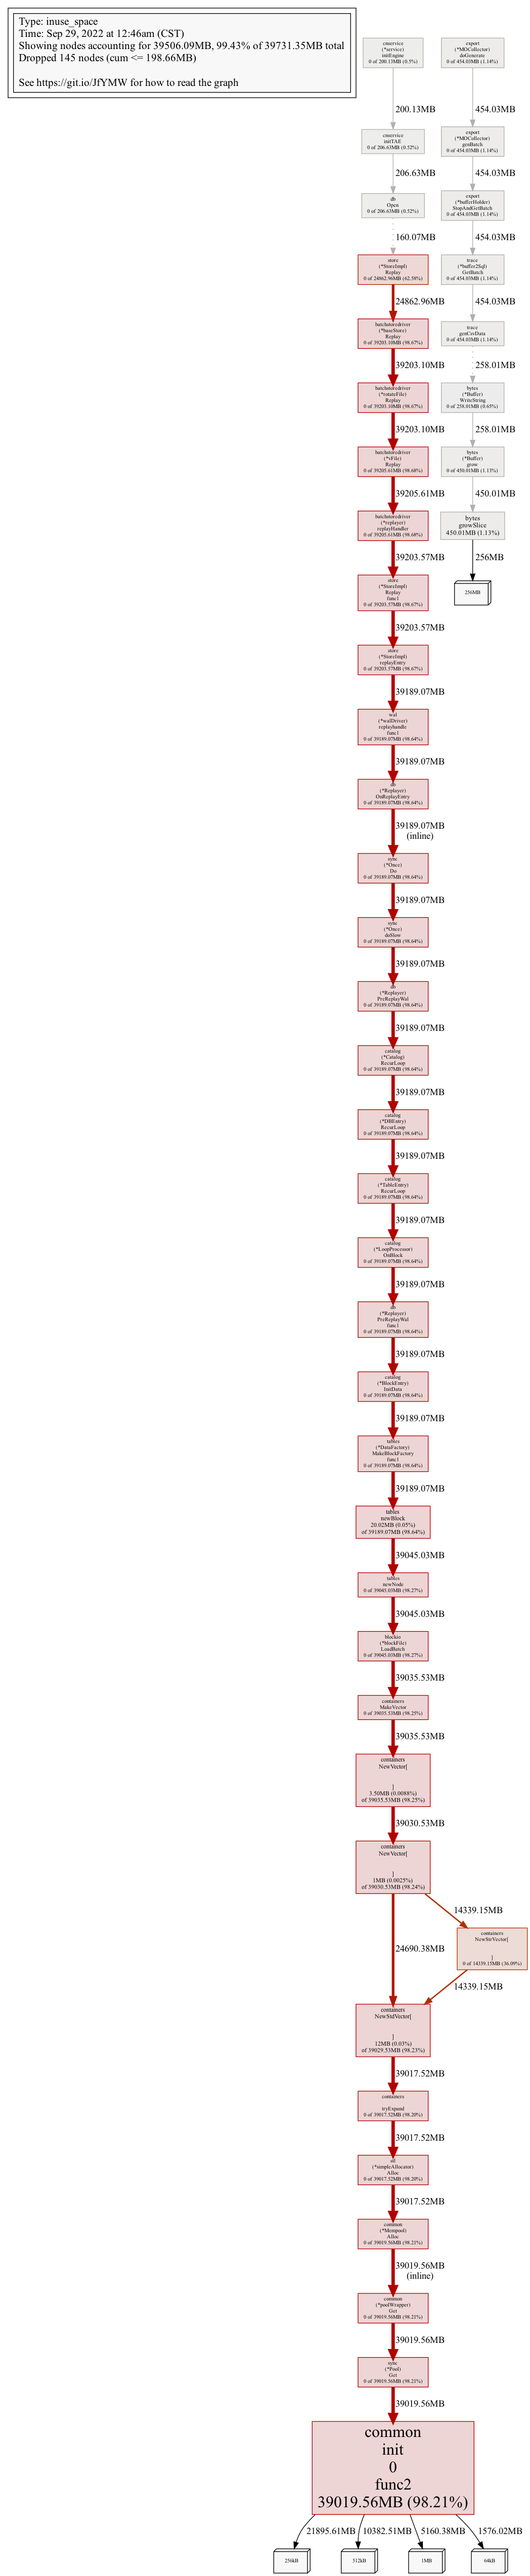 Type: inuse_space
Time: Sep 29, 2022 at 12:46am (CST)
Showing nodes accounting for 39506.09MB, 99.43% of 39731.35MB total
Dropped 145 nodes (cum <= 198.66MB)
See https://git.io/JfYMW for how to read the graph
cnservice
(*service)
initEngine
0 of 200.13MB (0.5%)
export
(*MOCollector)
doGenerate
0 of 454.03MB (1.14%)
200.13MB
454.03MB
cnservice
initTAE
0 of 206.63MB (0.52%)
export
(*MOCollector)
genBatch
0 of 454.03MB (1.14%)
206.63MB
454.03MB
db
Open
0 of 206.63MB (0.52%)
export
(*bufferHolder)
StopAndGetBatch
0 of 454.03MB (1.14%)
160.07MB
454.03MB
store
(*StoreImpl)
Replay
0 of 24862.96MB (62.58%)
trace
(*buffer2Sql)
GetBatch
0 of 454.03MB (1.14%)
24862.96MB
454.03MB
batchstoredriver
(*baseStore)
Replay
0 of 39203.10MB (98.67%)
trace
genCsvData
0 of 454.03MB (1.14%)
39203.10MB
258.01MB
batchstoredriver
(*rotateFile)
Replay
0 of 39203.10MB (98.67%)
bytes
(*Buffer)
WriteString
0 of 258.01MB (0.65%)
39203.10MB
258.01MB
batchstoredriver
(*vFile)
Replay
0 of 39205.61MB (98.68%)
bytes
(*Buffer)
grow
0 of 450.01MB (1.13%)
39205.61MB
450.01MB
batchstoredriver
(*replayer)
replayHandler
0 of 39205.61MB (98.68%)
bytes
growSlice
450.01MB (1.13%)
39203.57MB
256MB
store
(*StoreImpl)
Replay
func1
0 of 39203.57MB (98.67%)
256MB
39203.57MB
store
(*StoreImpl)
replayEntry
0 of 39203.57MB (98.67%)
39189.07MB
wal
(*walDriver)
replayhandle
func1
0 of 39189.07MB (98.64%)
39189.07MB
db
(*Replayer)
OnReplayEntry
0 of 39189.07MB (98.64%)
39189.07MB
(inline)
sync
(*Once)
Do
0 of 39189.07MB (98.64%)
39189.07MB
sync
(*Once)
doSlow
0 of 39189.07MB (98.64%)
39189.07MB
db
(*Replayer)
PreReplayWal
0 of 39189.07MB (98.64%)
39189.07MB
catalog
(*Catalog)
RecurLoop
0 of 39189.07MB (98.64%)
39189.07MB
catalog
(*DBEntry)
RecurLoop
0 of 39189.07MB (98.64%)
39189.07MB
catalog
(*TableEntry)
RecurLoop
0 of 39189.07MB (98.64%)
39189.07MB
catalog
(*LoopProcessor)
OnBlock
0 of 39189.07MB (98.64%)
39189.07MB
db
(*Replayer)
PreReplayWal
func1
0 of 39189.07MB (98.64%)
39189.07MB
catalog
(*BlockEntry)
InitData
0 of 39189.07MB (98.64%)
39189.07MB
tables
(*DataFactory)
MakeBlockFactory
func1
0 of 39189.07MB (98.64%)
39189.07MB
tables
newBlock
20.02MB (0.05%)
of 39189.07MB (98.64%)
39045.03MB
tables
newNode
0 of 39045.03MB (98.27%)
39045.03MB
blockio
(*blockFile)
LoadBatch
0 of 39045.03MB (98.27%)
39035.53MB
containers
MakeVector
0 of 39035.53MB (98.25%)
39035.53MB
containers
NewVector[
]
3.50MB (0.0088%)
of 39035.53MB (98.25%)
39030.53MB
containers
NewVector[
]
1MB (0.0025%)
of 39030.53MB (98.24%)
14339.15MB
24690.38MB
containers
NewStrVector[
]
0 of 14339.15MB (36.09%)
14339.15MB
containers
NewStdVector[
]
12MB (0.03%)
of 39029.53MB (98.23%)
39017.52MB
containers
tryExpand
0 of 39017.52MB (98.20%)
39017.52MB
stl
(*simpleAllocator)
Alloc
0 of 39017.52MB (98.20%)
39017.52MB
common
(*Mempool)
Alloc
0 of 39019.56MB (98.21%)
39019.56MB
(inline)
common
(*poolWrapper)
Get
0 of 39019.56MB (98.21%)
39019.56MB
sync
(*Pool)
Get
0 of 39019.56MB (98.21%)
39019.56MB
common
init
0
func2
39019.56MB (98.21%)
21895.61MB
10382.51MB
5160.38MB
1576.02MB
256kB
512kB
1MB
64kB